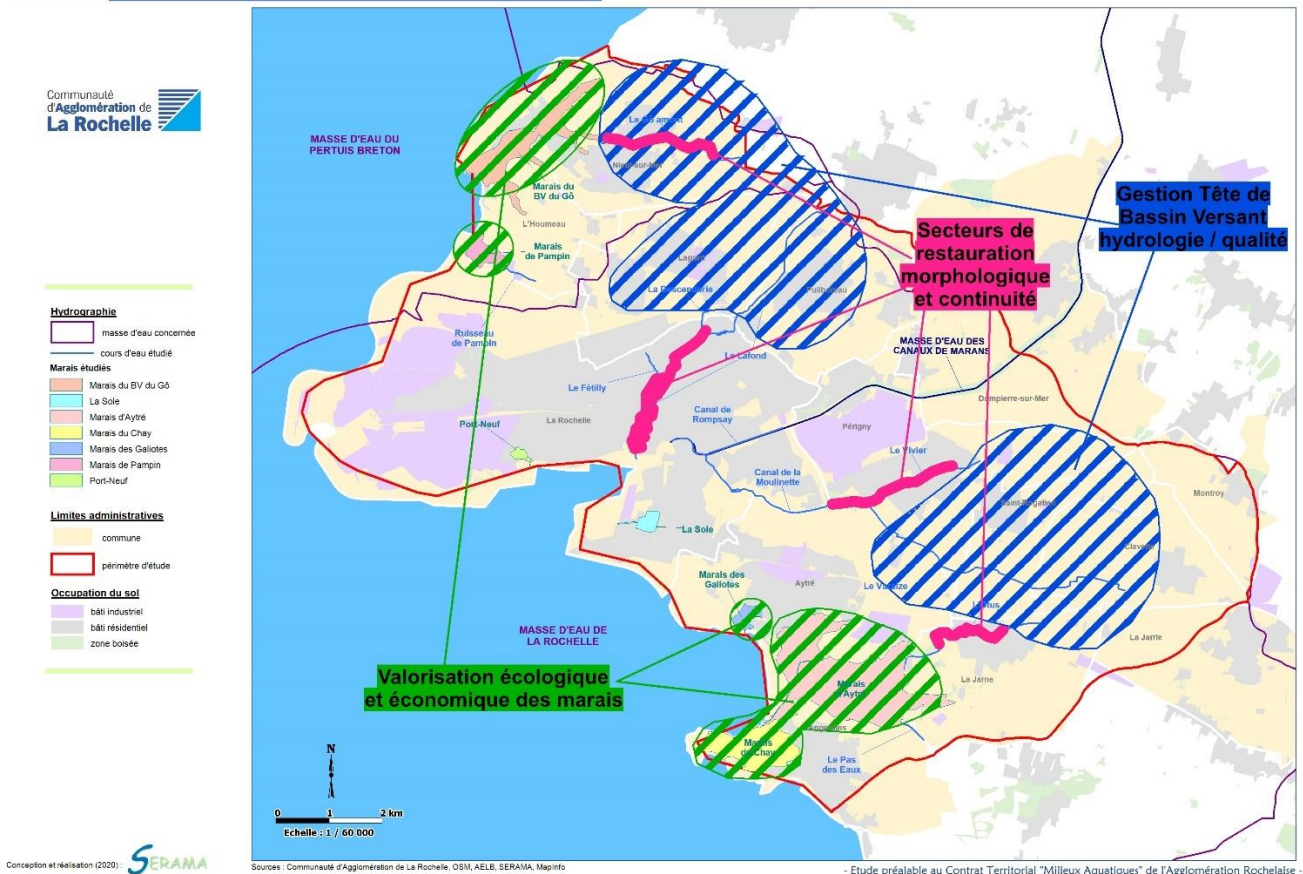 Communauté
d'Agglomération de
La Rochelle
MASSE D'EAU DU
PERTUIS BRETON
Nieul-sur-Mer
Marais du
BV du Gô
L'Houmeau
Marais
de Pampin
Lagord
La Descenderie
Puilboreau
Ruisseau
de Pampin
Le Lafond
Le Fétilly
La Rochelle
Port-Neuf
Gestion Tête de
Bassin Versant
hydrologie / qualité
Secteurs de
restauration
morphologique
et continuité
MASSE D'EAU DES
CANAUX DE MARANS
Dompierre-sur-Mer
Canal de
Rompsay
Périgny
Le Vivier
Canal de la
Moulinette
Saint-Rogatien
Montroy
La Sole
Marais des
Galiotes
Aytré
MASSE D'EAU DE
LA ROCHELLE
La Jarrie
La Jarne
Valorisation écologique
et économique des marais
Marais
d'Aytré
Marais
du Chay
Le Pas
des Eaux
Hydrographie
masse d'eau concernée
cours d'eau étudié
Marais étudiés
Marais du BV du Gô
La Sole
Marais d'Aytré
Marais du Chay
Marais des Galiotes
Marais de Pampin
Port-Neuf
Limites administratives
commune
périmètre d'étude
Occupation du sol
bâti industriel
bâti résidentiel
zone boisée
N
0 1 2 km
Echelle : 1 / 60 000
Conception et réalisation (2020) : SERAMA
Sources : Communauté d'Agglomération de La Rochelle, OSM, AELB, SERAMA, MapInfo
- Etude préalable au Contrat Territorial "Milieux Aquatiques" de l'Agglomération Rochelaise -